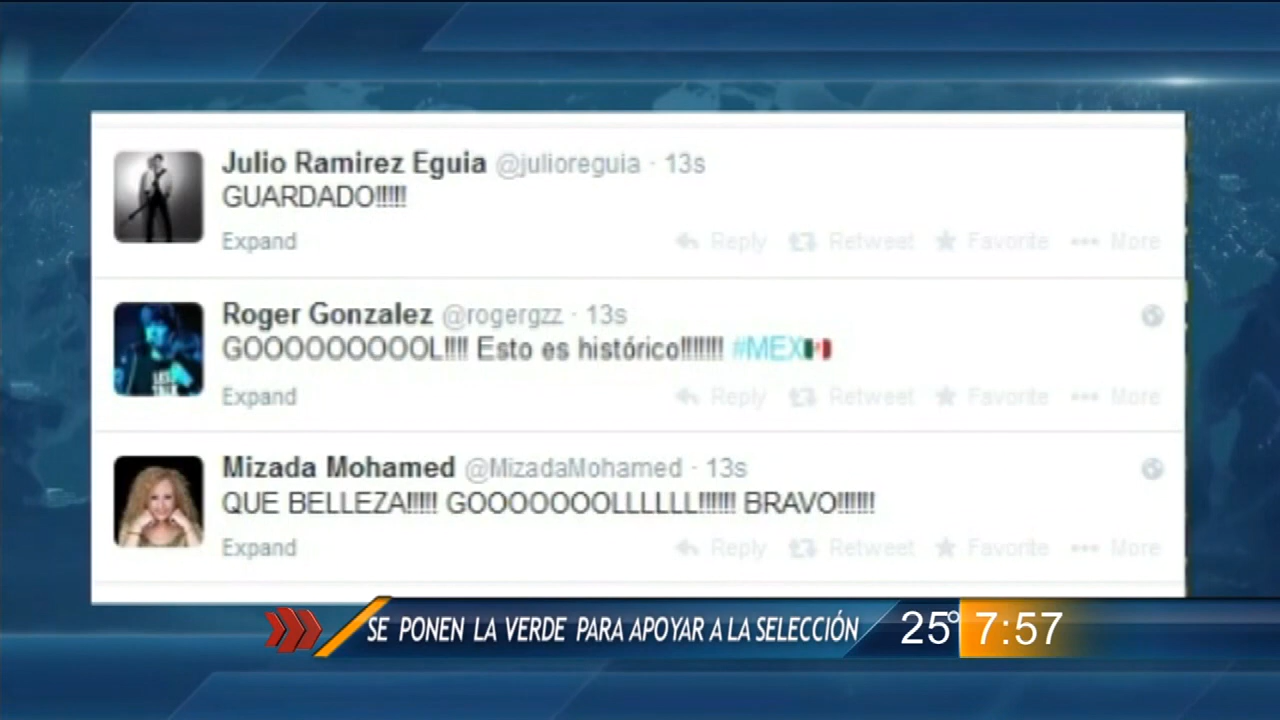 Julio Ramirez Eguia @julioreguia · 13s
GUARDADO!!!!!
Expand Reply Retweet Favorite More
Roger Gonzalez @rogergzz · 13s
GOOOOOOOOOL!!!! Esto es histórico!!!!!!! #MEX
Expand Reply Retweet Favorite More
Mizada Mohamed @MizadaMohamed · 13s
QUE BELLEZA!!!!! GOOOOOOOLLLLLL!!!!!! BRAVO!!!!!!
Expand Reply Retweet Favorite More
SE PONEN LA VERDE PARA APOYAR A LA SELECCIÓN 25° 7:57